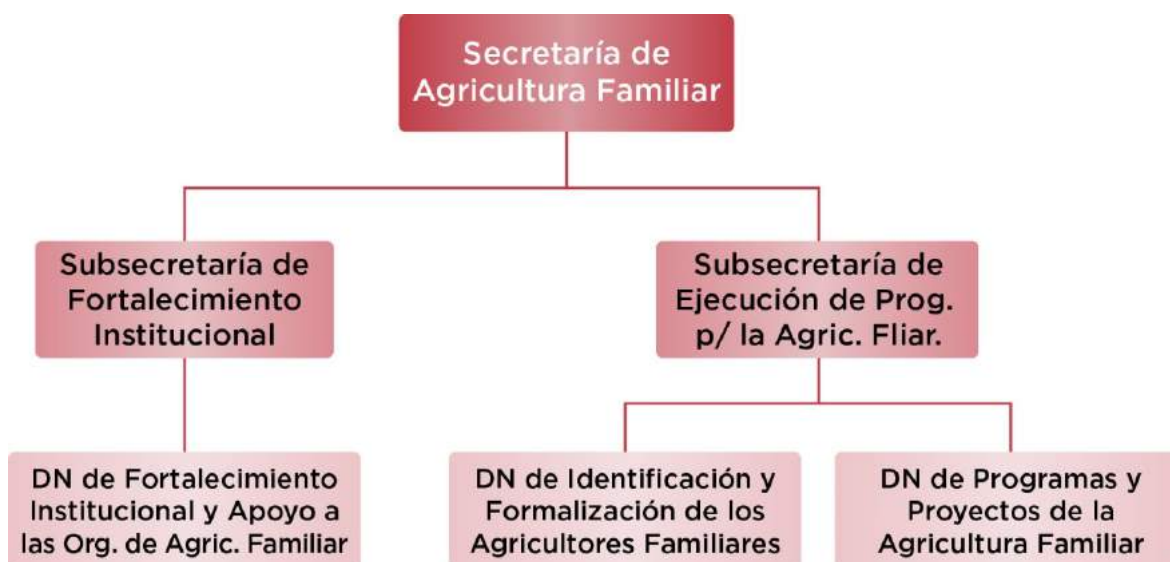 Secretaría de
Agricultura Familiar
Subsecretaría de
Fortalecimiento
Institucional
Subsecretaría de
Ejecución de Prog.
p/ la Agric. Fliar.
DN de Fortalecimiento
Institucional y Apoyo a
las Org. de Agric. Familiar
DN de Identificación y
Formalización de los
Agricultores Familiares
DN de Programas y
Proyectos de la
Agricultura Familiar